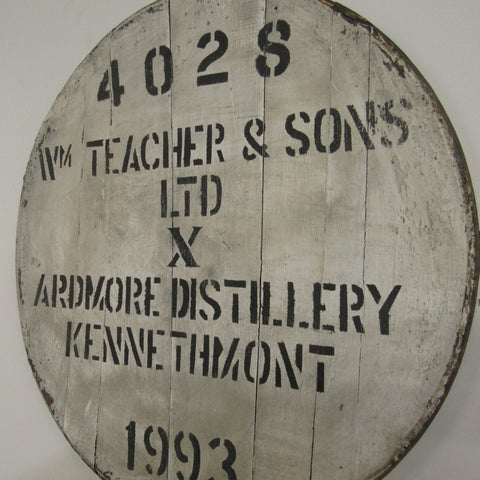 4028
WM TEACHER & SONS
LTD
X
ARDMORE DISTILLERY
KENNETHMONT
1993